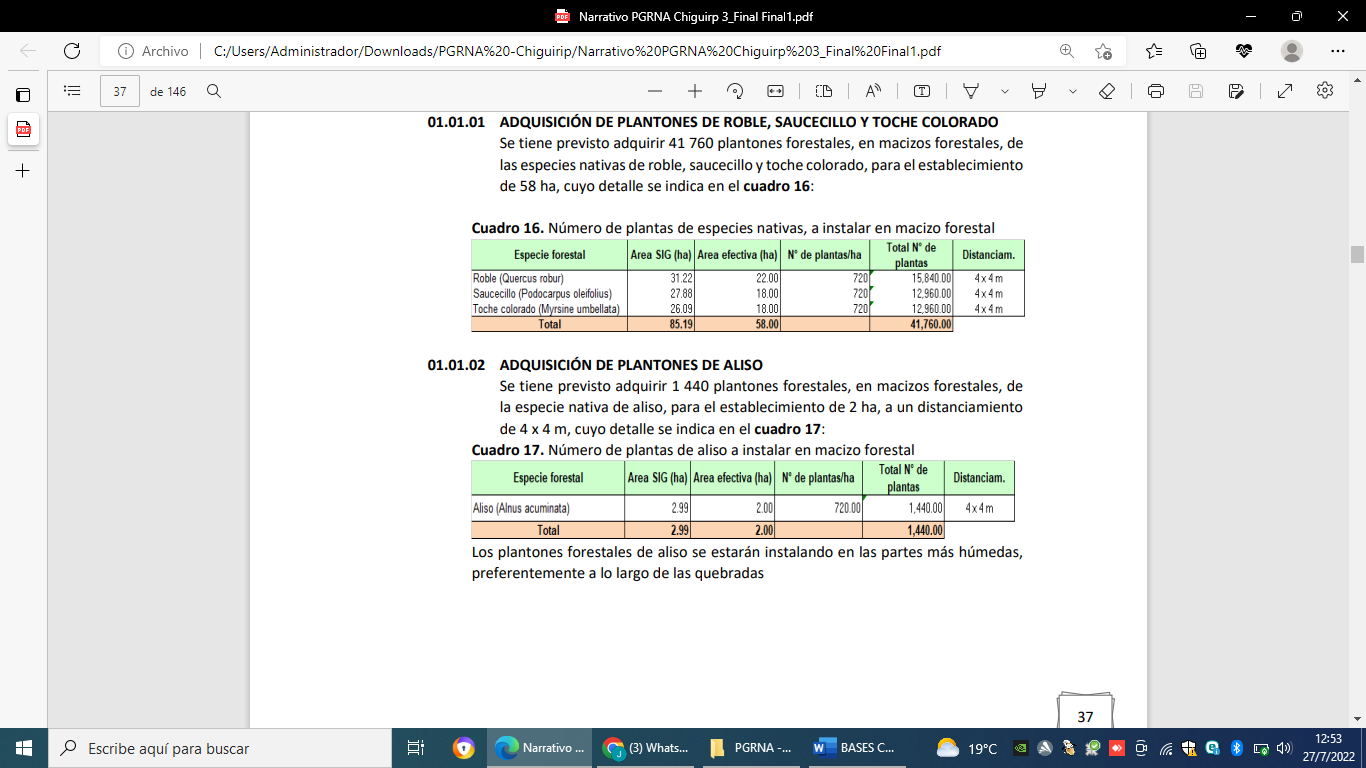 Narrativo PGRNA Chiguirp 3_Final Final1.pdf
Archivo C:/Users/Administrador/Downloads/PGRNA%20-Chiguirip/Narrativo%20PGRNA%20Chiguirp%203_Final%20Final1.pdf
37 de 146
01.01.01 ADQUISICIÓN DE PLANTONES DE ROBLE, SAUCECILLO Y TOCHE COLORADO
Se tiene previsto adquirir 41 760 plantones forestales, en macizos forestales, de
las especies nativas de roble, saucecillo y toche colorado, para el establecimiento
de 58 ha, cuyo detalle se indica en el cuadro 16:
Cuadro 16. Número de plantas de especies nativas, a instalar en macizo forestal
Especie forestal Area SIG (ha) Area efectiva (ha) N° de plantas/ha Total N° de plantas Distanciam.
Roble (Quercus robur) 31.22 22.00 720 15,840.00 4 x 4 m
Saucecillo (Podocarpus oleifolius) 27.88 18.00 720 12,960.00 4 x 4 m
Toche colorado (Myrsine umbellata) 26.09 18.00 720 12,960.00 4 x 4 m
Total 85.19 58.00 41,760.00
01.01.02 ADQUISICIÓN DE PLANTONES DE ALISO
Se tiene previsto adquirir 1 440 plantones forestales, en macizos forestales, de
la especie nativa de aliso, para el establecimiento de 2 ha, a un distanciamiento
de 4 x 4 m, cuyo detalle se indica en el cuadro 17:
Cuadro 17. Número de plantas de aliso a instalar en macizo forestal
Especie forestal Area SIG (ha) Area efectiva (ha) N° de plantas/ha Total N° de plantas Distanciam.
Aliso (Alnus acuminata) 2.99 2.00 720.00 1,440.00 4 x 4 m
Total 2.99 2.00 1,440.00
Los plantones forestales de aliso se estarán instalando en las partes más húmedas,
preferentemente a lo largo de las quebradas
37
Escribe aquí para buscar Narrativo ... (3) Whats... PGRNA -... BASES C... 19°C 12:53
27/7/2022